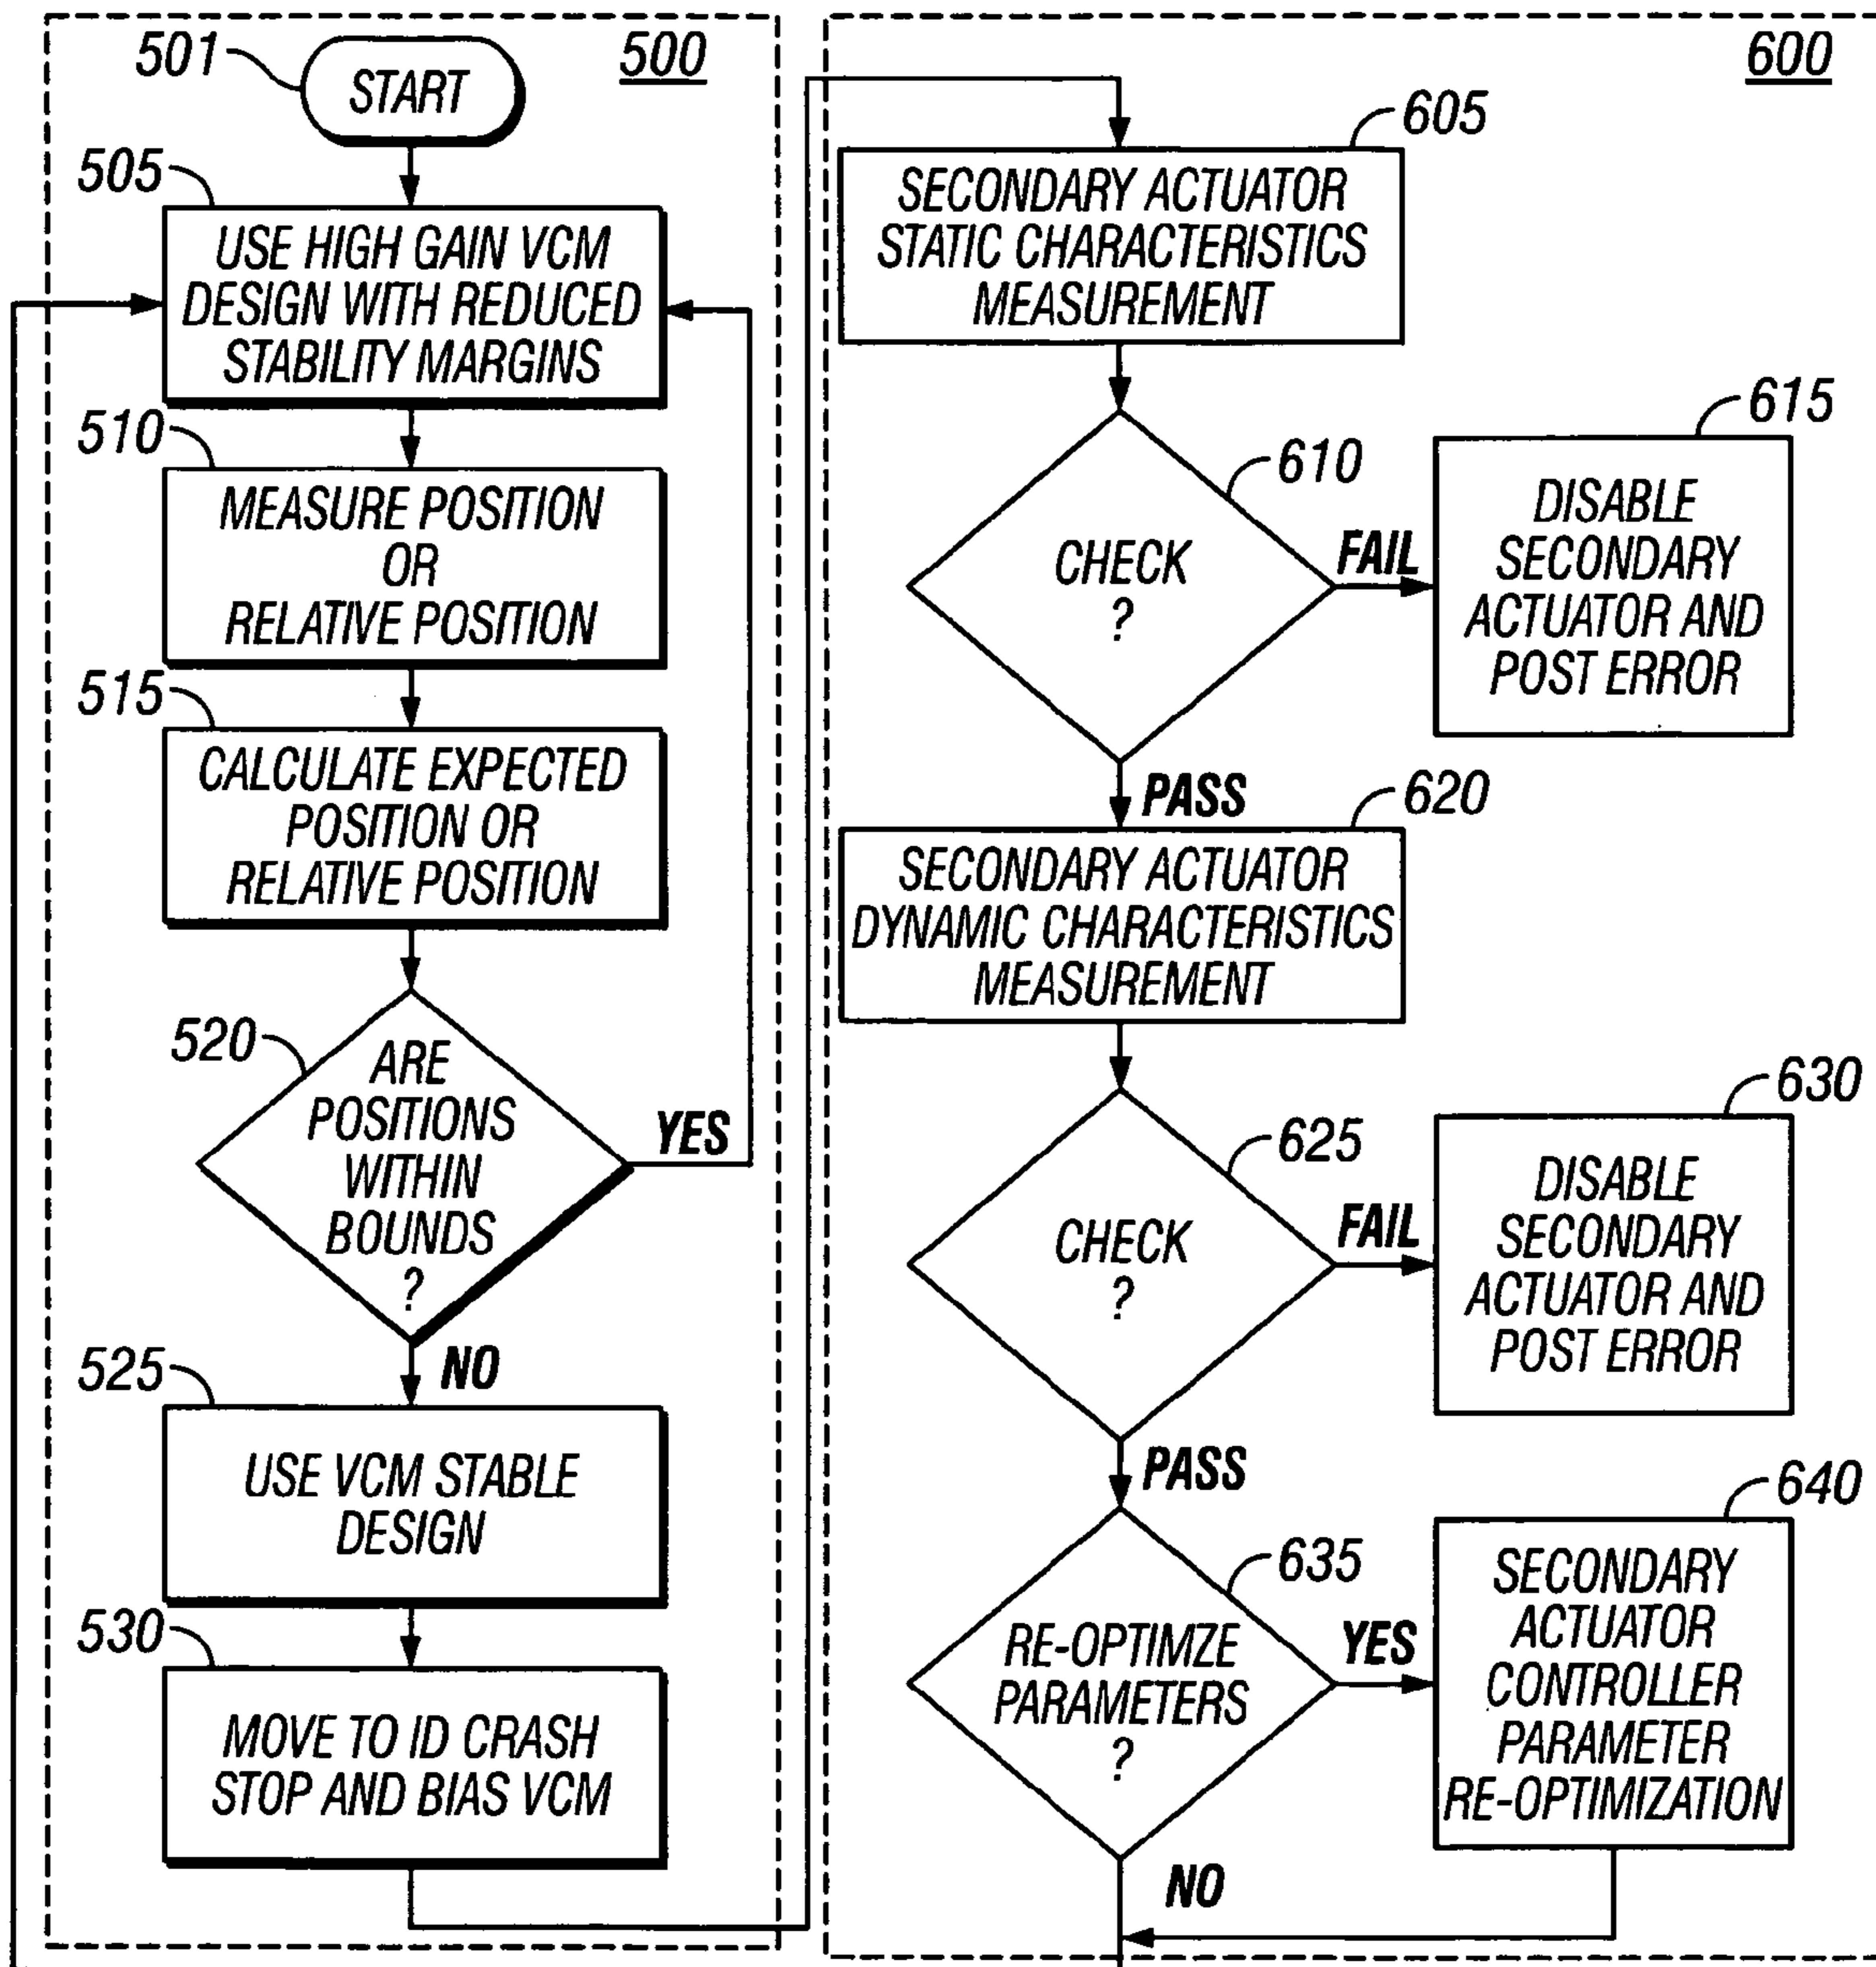 500
501
START
505
USE HIGH GAIN VCM
DESIGN WITH REDUCED
STABILITY MARGINS
510
MEASURE POSITION
OR
RELATIVE POSITION
515
CALCULATE EXPECTED
POSITION OR
RELATIVE POSITION
520
ARE
POSITIONS
WITHIN
BOUNDS
?
YES
NO
525
USE VCM STABLE
DESIGN
530
MOVE TO ID CRASH
STOP AND BIAS VCM
600
605
SECONDARY ACTUATOR
STATIC CHARACTERISTICS
MEASUREMENT
610
CHECK
?
FAIL
615
DISABLE
SECONDARY
ACTUATOR AND
POST ERROR
PASS
620
SECONDARY ACTUATOR
DYNAMIC CHARACTERISTICS
MEASUREMENT
625
CHECK
?
FAIL
630
DISABLE
SECONDARY
ACTUATOR AND
POST ERROR
PASS
635
RE-OPTIMZE
PARAMETERS
?
YES
640
SECONDARY
ACTUATOR
CONTROLLER
PARAMETER
RE-OPTIMIZATION
NO